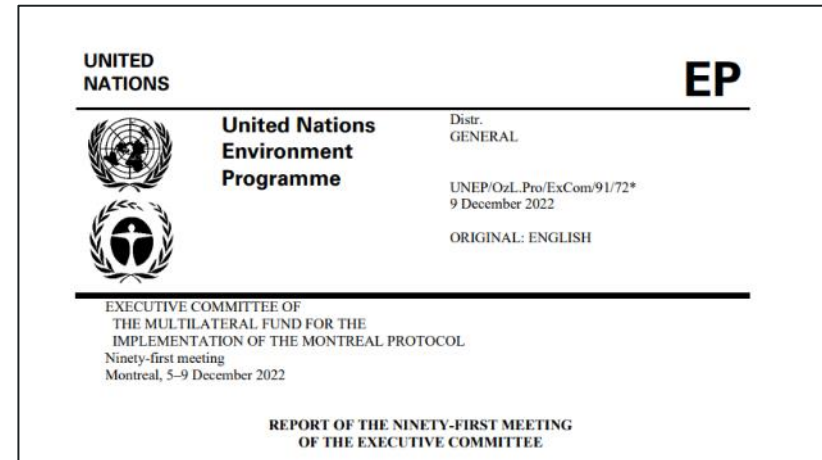 UNITED
NATIONS
EP
United Nations
Environment
Programme
Distr.
GENERAL
UNEP/OzL.Pro/ExCom/91/72*
9 December 2022
ORIGINAL: ENGLISH
EXECUTIVE COMMITTEE OF
THE MULTILATERAL FUND FOR THE
IMPLEMENTATION OF THE MONTREAL PROTOCOL
Ninety-first meeting
Montreal, 5–9 December 2022
REPORT OF THE NINETY-FIRST MEETING
OF THE EXECUTIVE COMMITTEE